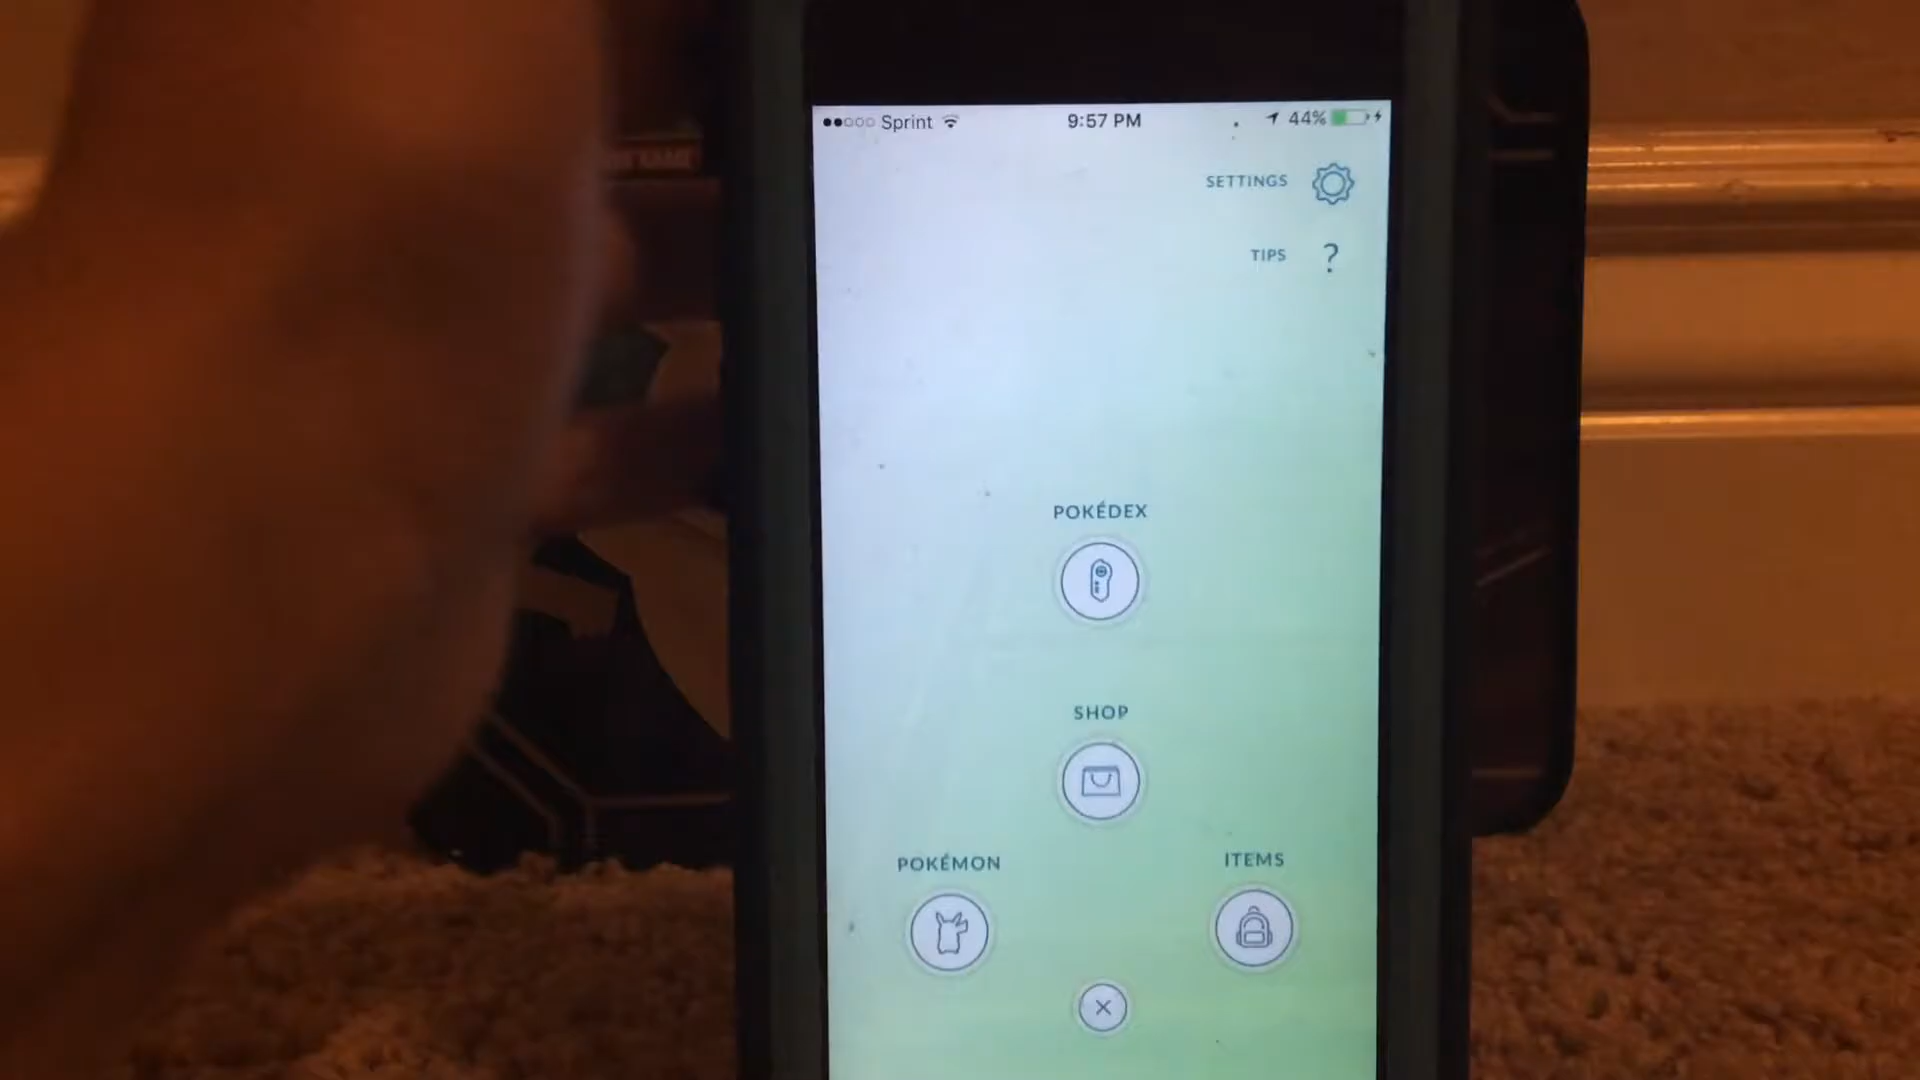 Sprint 9:57 PM 44%
SETTINGS
TIPS ?
POKÉDEX
SHOP
POKÉMON ITEMS